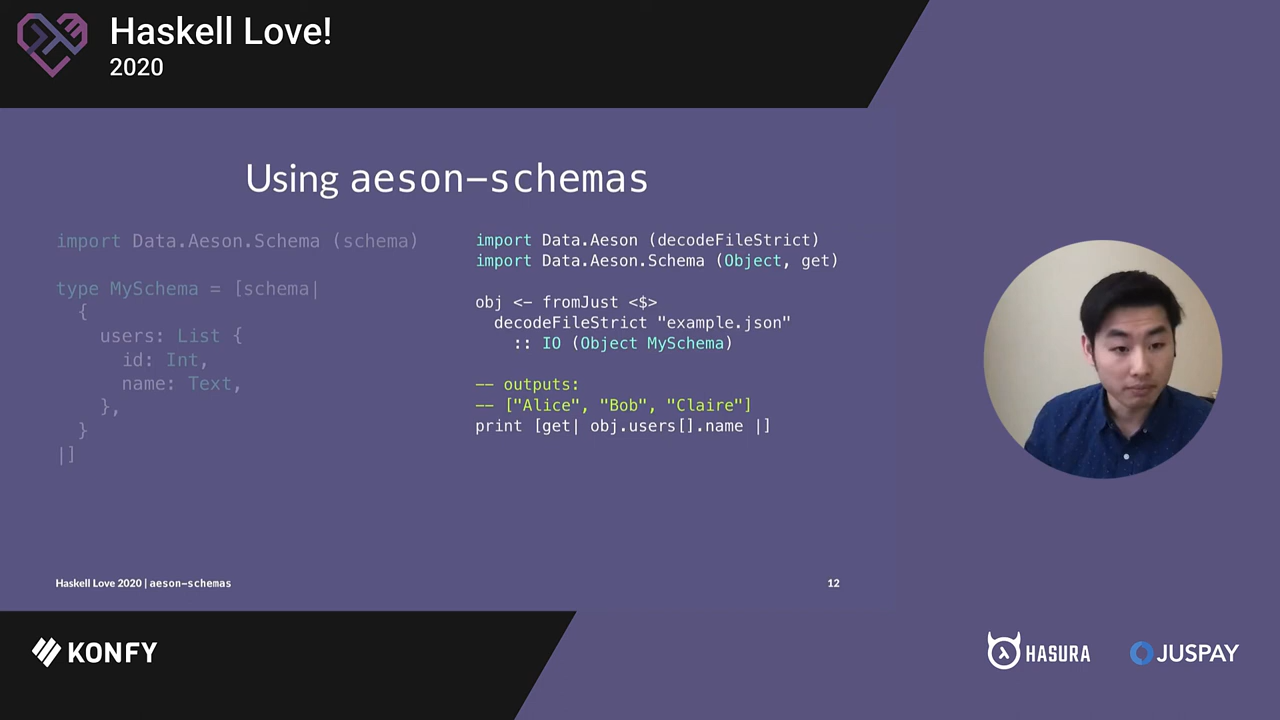 Haskell Love!
2020
Using aeson-schemas
import Data.Aeson.Schema (schema)
type MySchema = [schema|
{
users: List {
id: Int,
name: Text,
},
}
|]
import Data.Aeson (decodeFileStrict)
import Data.Aeson.Schema (Object, get)
obj <- fromJust <$>
decodeFileStrict "example.json"
:: IO (Object MySchema)
-- outputs:
-- ["Alice", "Bob", "Claire"]
print [get| obj.users[].name |]
Haskell Love 2020 | aeson-schemas
12
KONFY
HASURA
JUSPAY